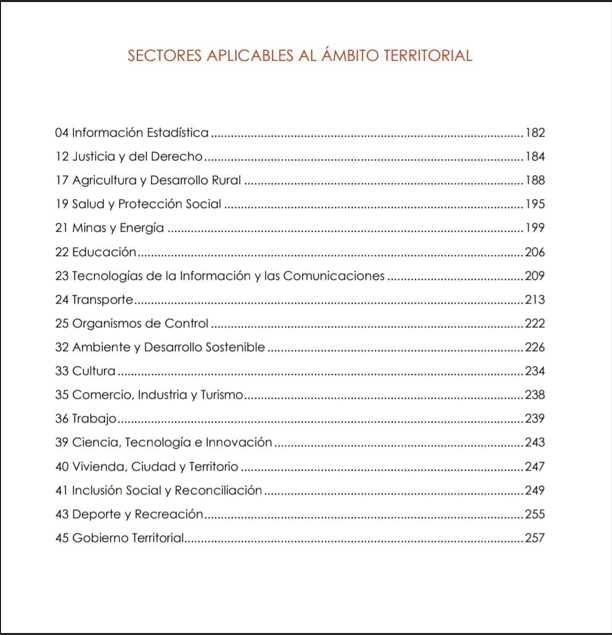 SECTORES APLICABLES AL ÁMBITO TERRITORIAL
04 Información Estadística ........ 182
12 Justicia y del Derecho ........ 184
17 Agricultura y Desarrollo Rural ........ 188
19 Salud y Protección Social ........ 195
21 Minas y Energía ........ 199
22 Educación ........ 206
23 Tecnologías de la Información y las Comunicaciones ........ 209
24 Transporte ........ 213
25 Organismos de Control ........ 222
32 Ambiente y Desarrollo Sostenible ........ 226
33 Cultura ........ 234
35 Comercio, Industria y Turismo ........ 238
36 Trabajo ........ 239
39 Ciencia, Tecnología e Innovación ........ 243
40 Vivienda, Ciudad y Territorio ........ 247
41 Inclusión Social y Reconciliación ........ 249
43 Deporte y Recreación ........ 255
45 Gobierno Territorial ........ 257